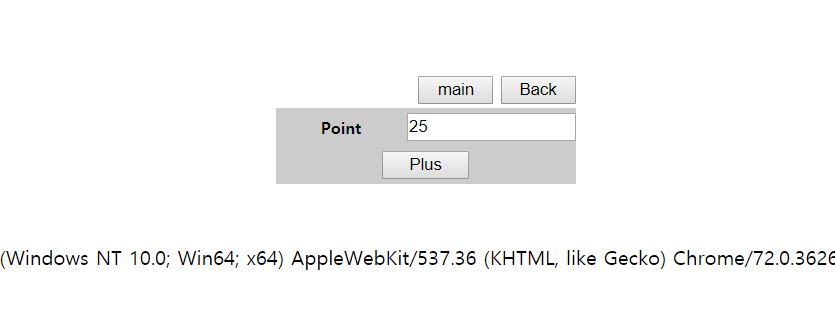 main Back
Point 25
Plus
(Windows NT 10.0; Win64; x64) AppleWebKit/537.36 (KHTML, like Gecko) Chrome/72.0.3626